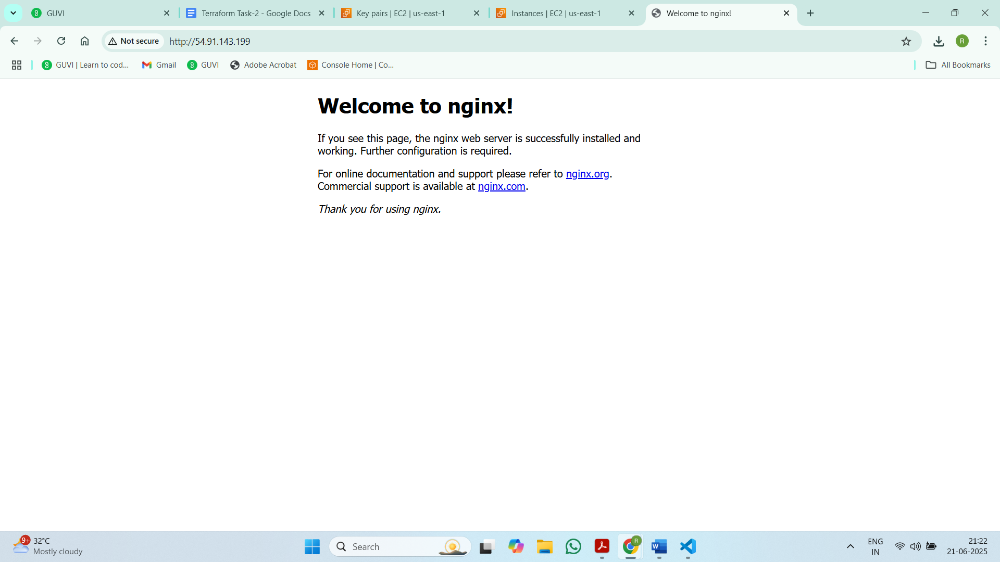 GUVI
Terraform Task-2 - Google Docs
Key pairs | EC2 | us-east-1
Instances | EC2 | us-east-1
Welcome to nginx!
Not secure
http://54.91.143.199
R
GUVI | Learn to cod...
Gmail
GUVI
Adobe Acrobat
Console Home | Co...
All Bookmarks
Welcome to nginx!
If you see this page, the nginx web server is successfully installed and
working. Further configuration is required.
For online documentation and support please refer to nginx.org.
Commercial support is available at nginx.com.
Thank you for using nginx.
9+
32°C
Mostly cloudy
Search
R
W
ENG
IN
21:22
21-06-2025